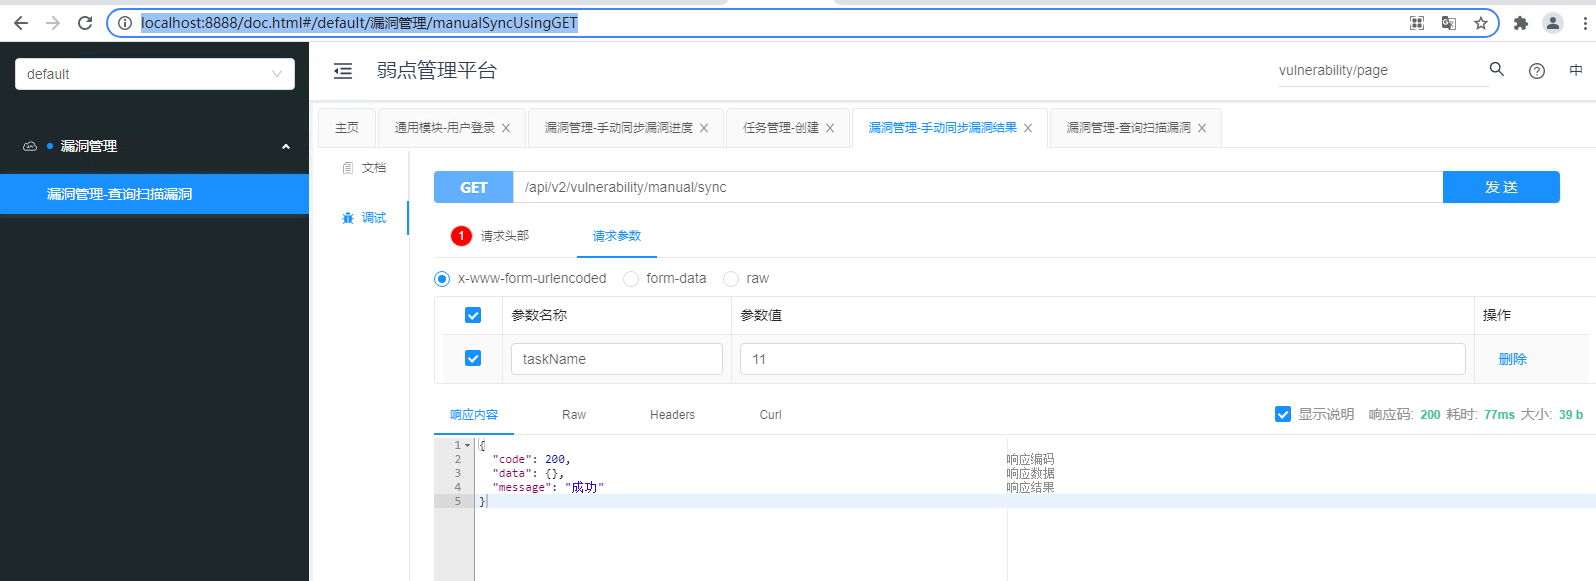 localhost:8888/doc.html#/default/漏洞管理/manualSyncUsingGET
default
弱点管理平台
vulnerability/page
中
漏洞管理
漏洞管理-查询扫描漏洞
主页
通用模块-用户登录
漏洞管理-手动同步漏洞进度
任务管理-创建
漏洞管理-手动同步漏洞结果
漏洞管理-查询扫描漏洞
文档
调试
GET /api/v2/vulnerability/manual/sync 发 送
1 请求头部 请求参数
x-www-form-urlencoded form-data raw
参数名称 参数值 操作
taskName 11 删除
响应内容 Raw Headers Curl 显示说明 响应码: 200 耗时: 77ms 大小: 39 b
1 {
2 "code": 200, 响应编码
3 "data": {}, 响应数据
4 "message": "成功" 响应结果
5 }